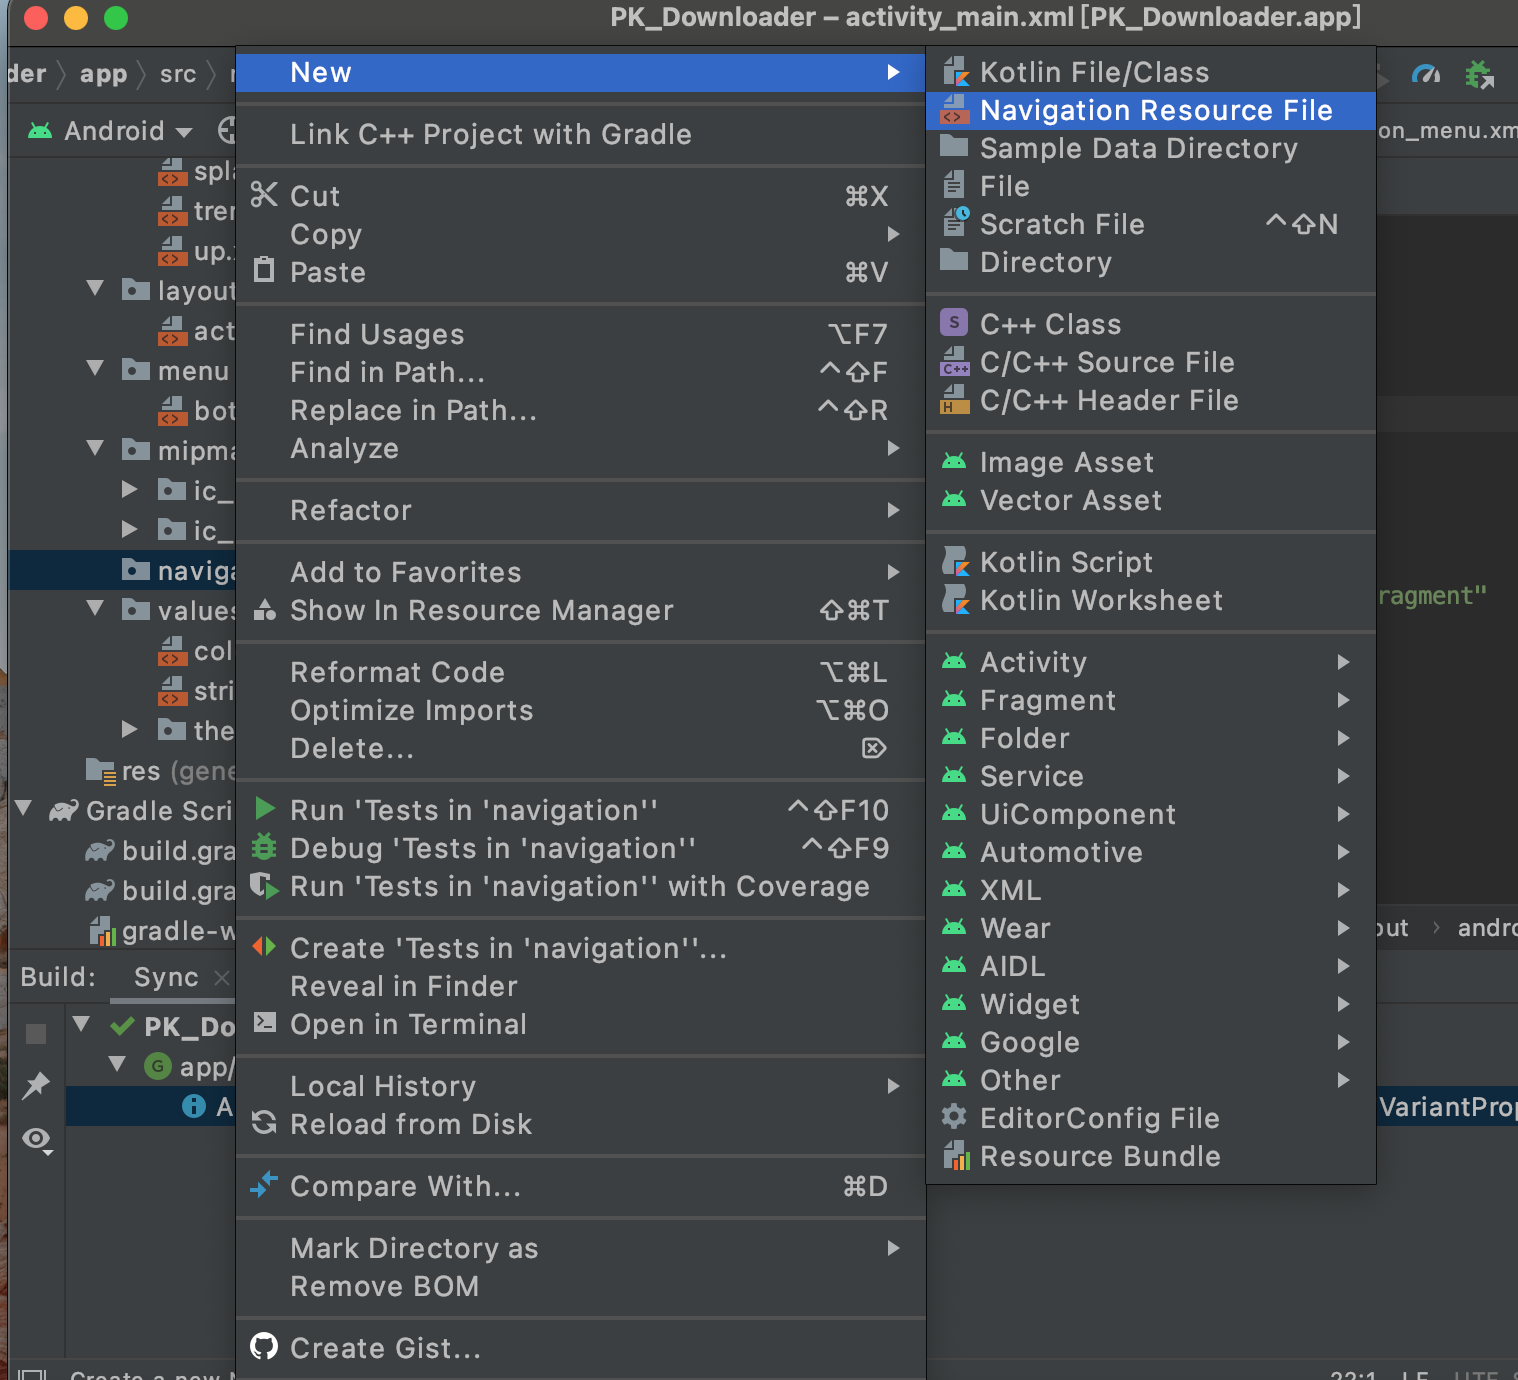 PK_Downloader – activity_main.xml [PK_Downloader.app]
der
app
src
Android
on_menu.xm
spla
tren
up.x
layout
act
menu
bot
mipma
ic_
ic_
naviga
values
col
stri
the
res (gene
Gradle Scri
build.gra
build.gra
gradle-w
Build:
Sync
PK_Do
app/
G
A
New
Link C++ Project with Gradle
Cut ⌘X
Copy
Paste ⌘V
Find Usages ⌥F7
Find in Path... ^⇧F
Replace in Path... ^⇧R
Analyze
Refactor
Add to Favorites
Show In Resource Manager ⇧⌘T
Reformat Code ⌥⌘L
Optimize Imports ⌥⌘O
Delete... ⌦
Run 'Tests in 'navigation'' ^⇧F10
Debug 'Tests in 'navigation'' ^⇧F9
Run 'Tests in 'navigation'' with Coverage
Create 'Tests in 'navigation''...
Reveal in Finder
Open in Terminal
Local History
Reload from Disk
Compare With... ⌘D
Mark Directory as
Remove BOM
Create Gist...
Kotlin File/Class
Navigation Resource File
Sample Data Directory
File
Scratch File ^⇧N
Directory
S C++ Class
C++ C/C++ Source File
H C/C++ Header File
Image Asset
Vector Asset
Kotlin Script
Kotlin Worksheet
Activity
Fragment
Folder
Service
UiComponent
Automotive
XML
Wear
AIDL
Widget
Google
Other
EditorConfig File
Resource Bundle
ragment"
out › andro
VariantProp
Create a new
22:1 LF UTF